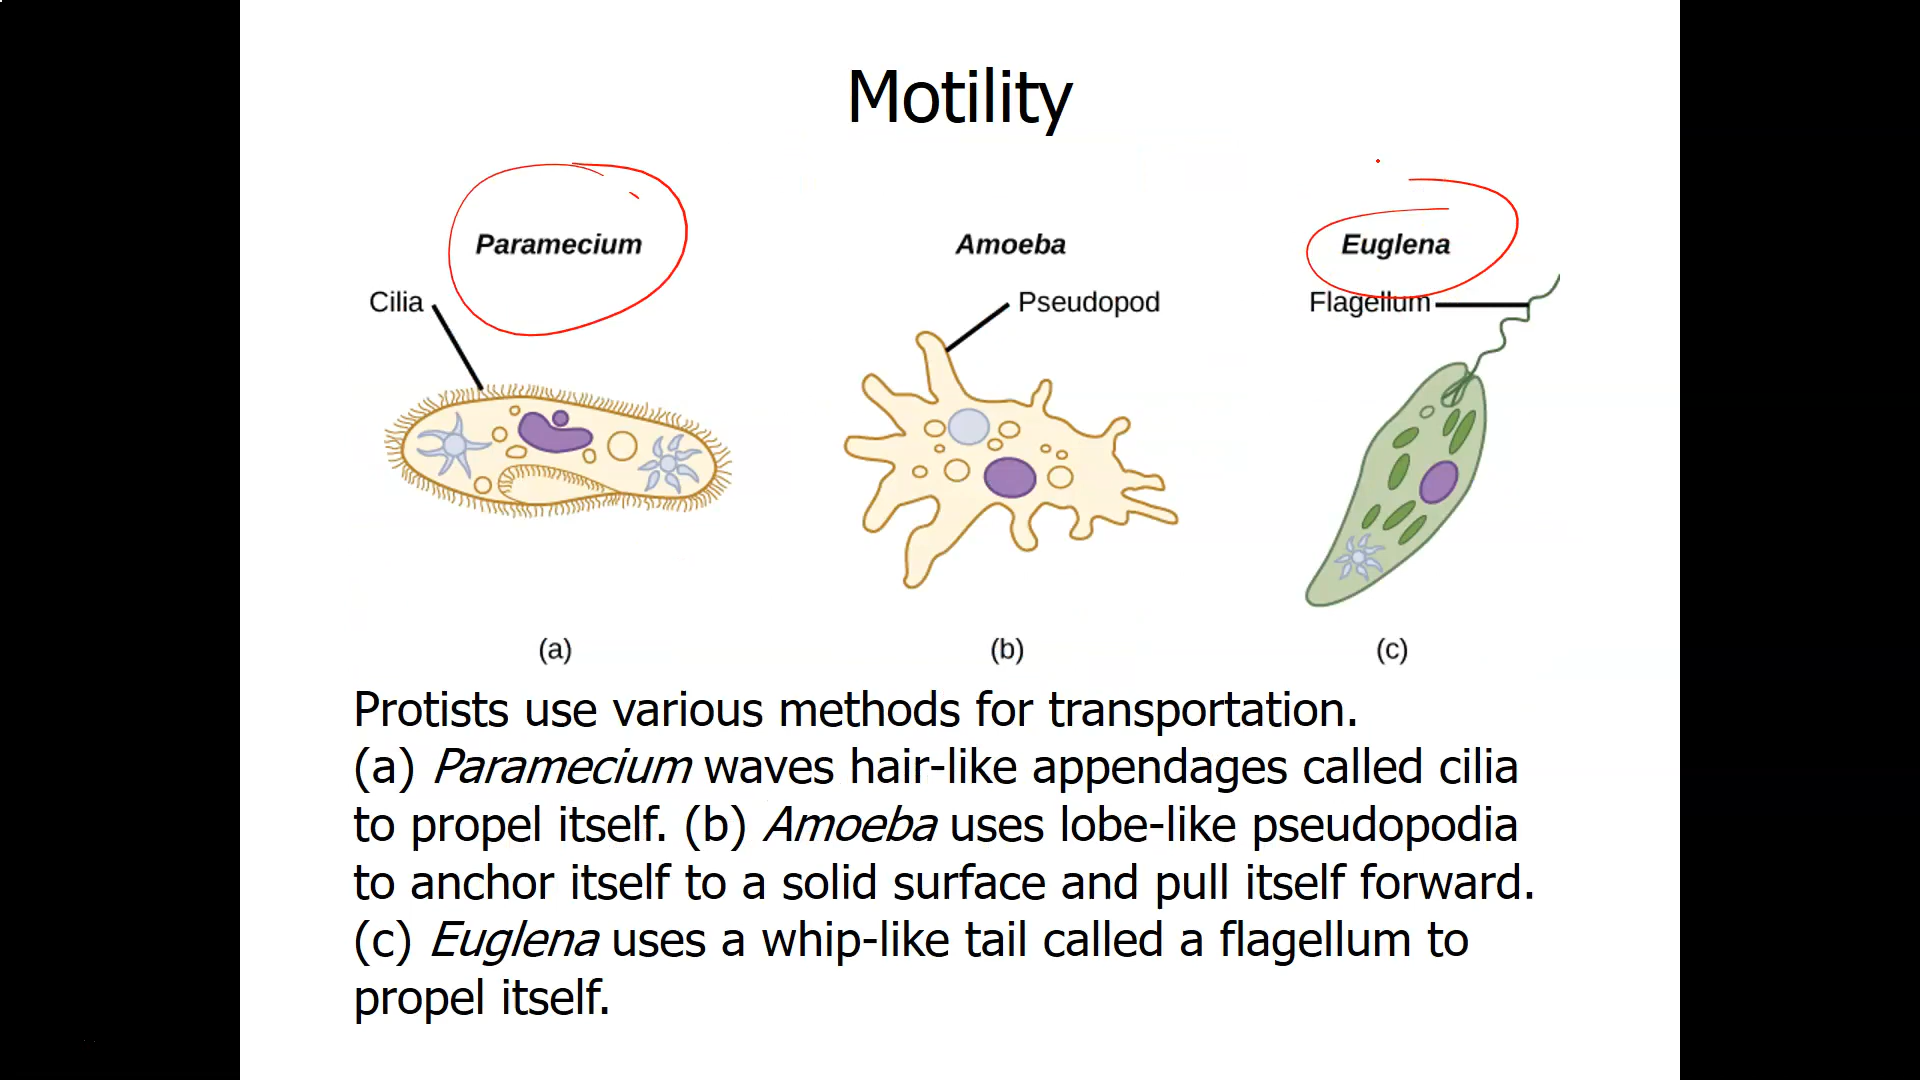 Motility
Paramecium
Amoeba
Euglena
Cilia
Pseudopod
Flagellum
(a)
(b)
(c)
Protists use various methods for transportation.
(a) Paramecium waves hair-like appendages called cilia
to propel itself. (b) Amoeba uses lobe-like pseudopodia
to anchor itself to a solid surface and pull itself forward.
(c) Euglena uses a whip-like tail called a flagellum to
propel itself.